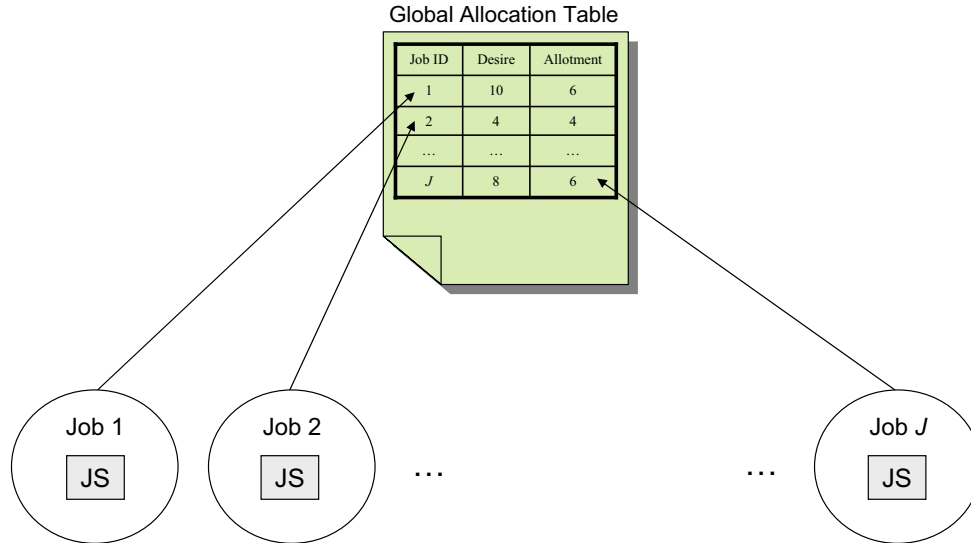 Global Allocation Table
Job ID Desire Allotment
1 10 6
2 4 4
… … …
J 8 6
Job 1 Job 2 Job J
JS JS … … JS